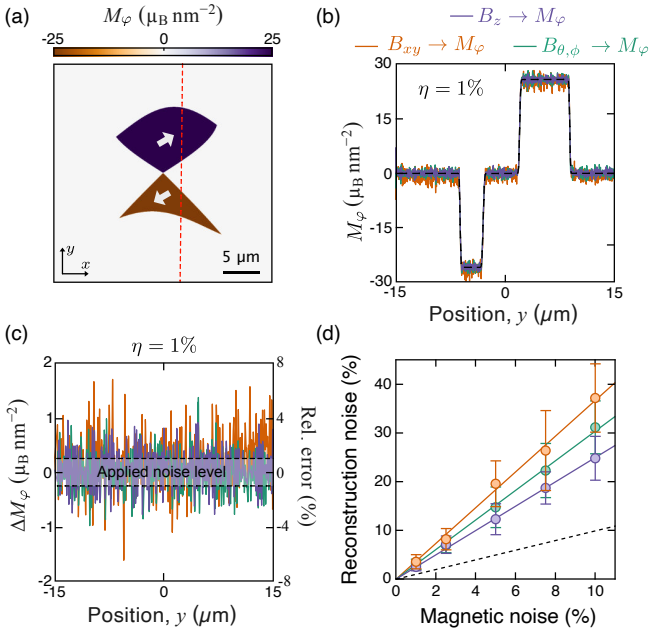 (a)
M_φ (μ_B nm⁻²)
-25 0 25
y
x
5 μm
(b)
B_z → M_φ
B_xy → M_φ B_θ,ϕ → M_φ
η = 1%
M_φ (μ_B nm⁻²)
30
15
0
-15
-30
-15 0 15
Position, y (μm)
(c)
η = 1%
ΔM_φ (μ_B nm⁻²)
2
1
0
-1
-2
Applied noise level
8
4
0
-4
-8
Rel. error (%)
-15 0 15
Position, y (μm)
(d)
Reconstruction noise (%)
40
30
20
10
0
0 2 4 6 8 10
Magnetic noise (%)